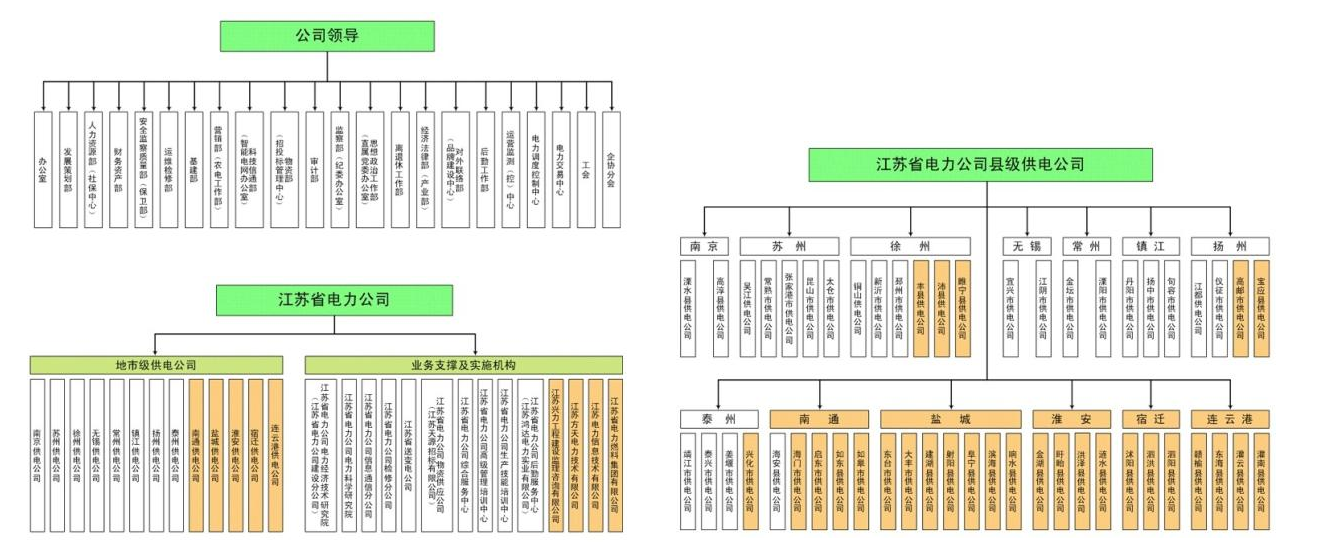 公司领导
办公室
发展策划部
人力资源部（社保中心）
财务资产部
安全监察质量部（保卫部）
运维检修部
基建部
营销部（农电工作部）
科技信通部
（智能电网办公室）
物资部
（招投标管理中心）
审计部
监察部（纪委办公室）
思想政治工作部
（直属党委办公室）
离退休工作部
经济法律部（产业部）
对外联络部
（品牌建设中心）
后勤工作部
运营监测（控）中心
电力调度控制中心
电力交易中心
工会
企协分会
江苏省电力公司
地市级供电公司
南京供电公司
苏州供电公司
徐州供电公司
无锡供电公司
常州供电公司
镇江供电公司
扬州供电公司
泰州供电公司
南通供电公司
盐城供电公司
淮安供电公司
宿迁供电公司
连云港供电公司
业务支撑及实施机构
江苏省电力公司电力经济技术研究院
（江苏省电力公司建设分公司）
江苏省电力公司电力科学研究院
江苏省电力公司信息通信分公司
江苏省电力公司检修分公司
江苏省送变电公司
江苏省电力公司物资供应公司
（江苏天源招标有限公司）
江苏省电力公司综合服务中心
江苏省电力公司高级管理培训中心
江苏省电力公司生产技能培训中心
江苏省电力公司后勤服务中心
（江苏鸿达电力实业有限公司）
江苏兴力工程建设监理咨询有限公司
江苏方天电力技术有限公司
江苏电力信息技术有限公司
江苏省电力燃料集团有限公司
江苏省电力公司县级供电公司
南京
溧水县供电公司
高淳县供电公司
苏州
吴江供电公司
常熟市供电公司
张家港市供电公司
昆山市供电公司
太仓市供电公司
徐州
铜山供电公司
新沂市供电公司
邳州市供电公司
丰县供电公司
沛县供电公司
睢宁县供电公司
无锡
宜兴市供电公司
江阴市供电公司
常州
金坛市供电公司
溧阳市供电公司
镇江
丹阳市供电公司
扬中市供电公司
句容市供电公司
扬州
江都供电公司
仪征市供电公司
高邮市供电公司
宝应县供电公司
泰州
靖江市供电公司
泰兴市供电公司
姜堰市供电公司
兴化市供电公司
南通
海安县供电公司
海门市供电公司
启东市供电公司
如东县供电公司
如皋市供电公司
盐城
东台市供电公司
大丰市供电公司
建湖县供电公司
射阳县供电公司
阜宁县供电公司
滨海县供电公司
响水县供电公司
淮安
金湖县供电公司
盱眙县供电公司
洪泽县供电公司
涟水县供电公司
宿迁
沭阳县供电公司
泗洪县供电公司
泗阳县供电公司
连云港
赣榆县供电公司
东海县供电公司
灌云县供电公司
灌南县供电公司